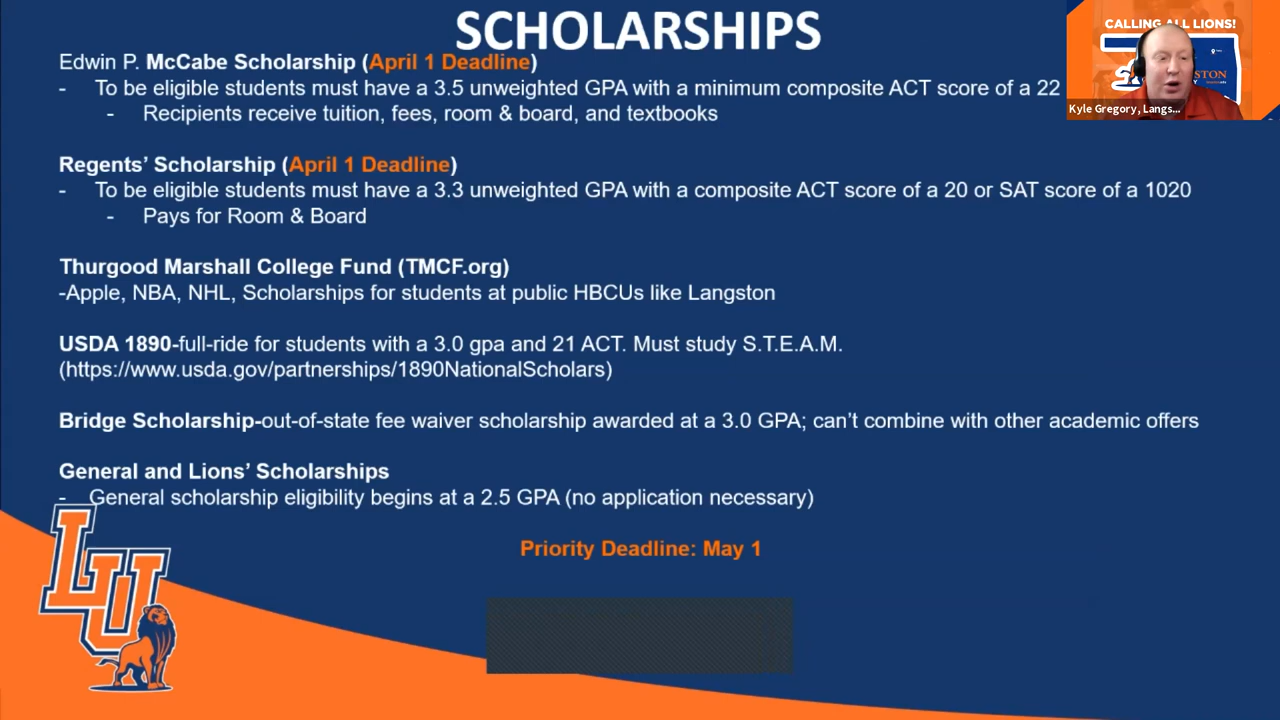 SCHOLARSHIPS
Edwin P. McCabe Scholarship (April 1 Deadline)
- To be eligible students must have a 3.5 unweighted GPA with a minimum composite ACT score of a 22
- Recipients receive tuition, fees, room & board, and textbooks
Regents' Scholarship (April 1 Deadline)
- To be eligible students must have a 3.3 unweighted GPA with a composite ACT score of a 20 or SAT score of a 1020
- Pays for Room & Board
Thurgood Marshall College Fund (TMCF.org)
-Apple, NBA, NHL, Scholarships for students at public HBCUs like Langston
USDA 1890-full-ride for students with a 3.0 gpa and 21 ACT. Must study S.T.E.A.M.
(https://www.usda.gov/partnerships/1890NationalScholars)
Bridge Scholarship-out-of-state fee waiver scholarship awarded at a 3.0 GPA; can't combine with other academic offers
General and Lions' Scholarships
- General scholarship eligibility begins at a 2.5 GPA (no application necessary)
Priority Deadline: May 1
LU
CALLING ALL LIONS!
Kyle Gregory, Langs...